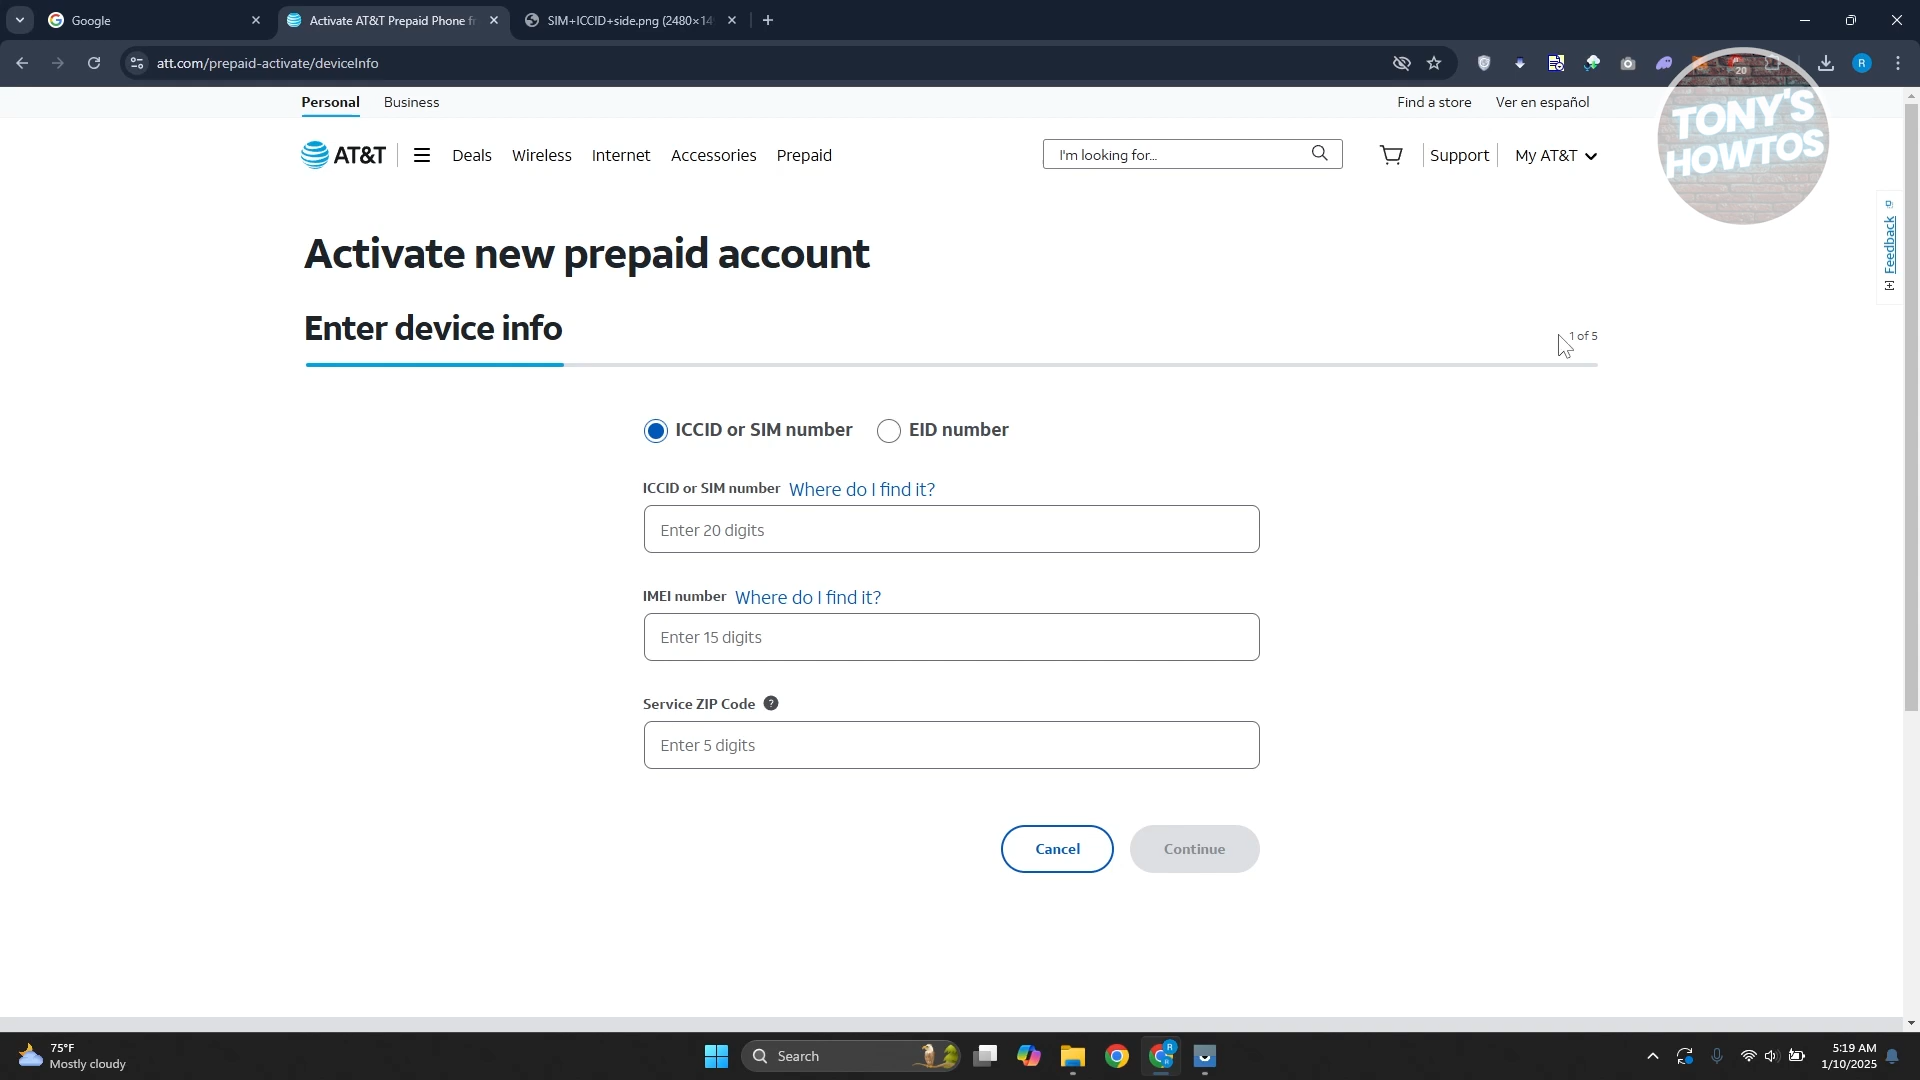 Google
Activate AT&T Prepaid Phone f
SIM+ICCID+side.png (2480×14
att.com/prepaid-activate/deviceInfo
20
Personal
Business
Find a store
Ver en español
AT&T
Deals
Wireless
Internet
Accessories
Prepaid
I'm looking for...
Support
My AT&T
TONY'S
HOWTOS
Feedback
Activate new prepaid account
Enter device info
1 of 5
ICCID or SIM number
EID number
ICCID or SIM number Where do I find it?
Enter 20 digits
IMEI number Where do I find it?
Enter 15 digits
Service ZIP Code ?
Enter 5 digits
Cancel
Continue
75°F
Mostly cloudy
Search
5:19 AM
1/10/2025